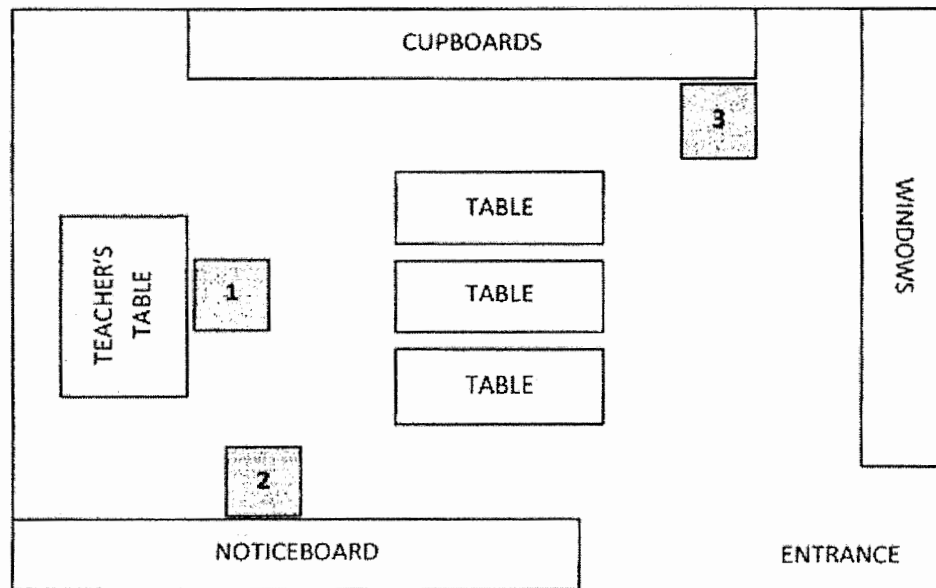 CUPBOARDS
3
TABLE
WINDOWS
TEACHER'S
TABLE
1
TABLE
TABLE
2
NOTICEBOARD
ENTRANCE